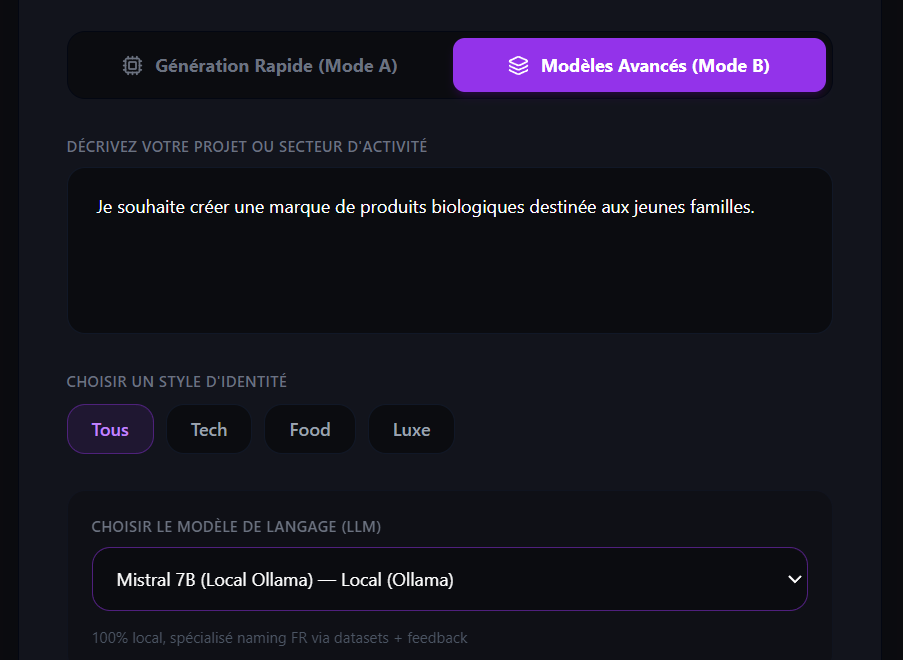 Génération Rapide (Mode A)
Modèles Avancés (Mode B)
DÉCRIVEZ VOTRE PROJET OU SECTEUR D'ACTIVITÉ
Je souhaite créer une marque de produits biologiques destinée aux jeunes familles.
CHOISIR UN STYLE D'IDENTITÉ
Tous
Tech
Food
Luxe
CHOISIR LE MODÈLE DE LANGAGE (LLM)
Mistral 7B (Local Ollama) — Local (Ollama)
100% local, spécialisé naming FR via datasets + feedback